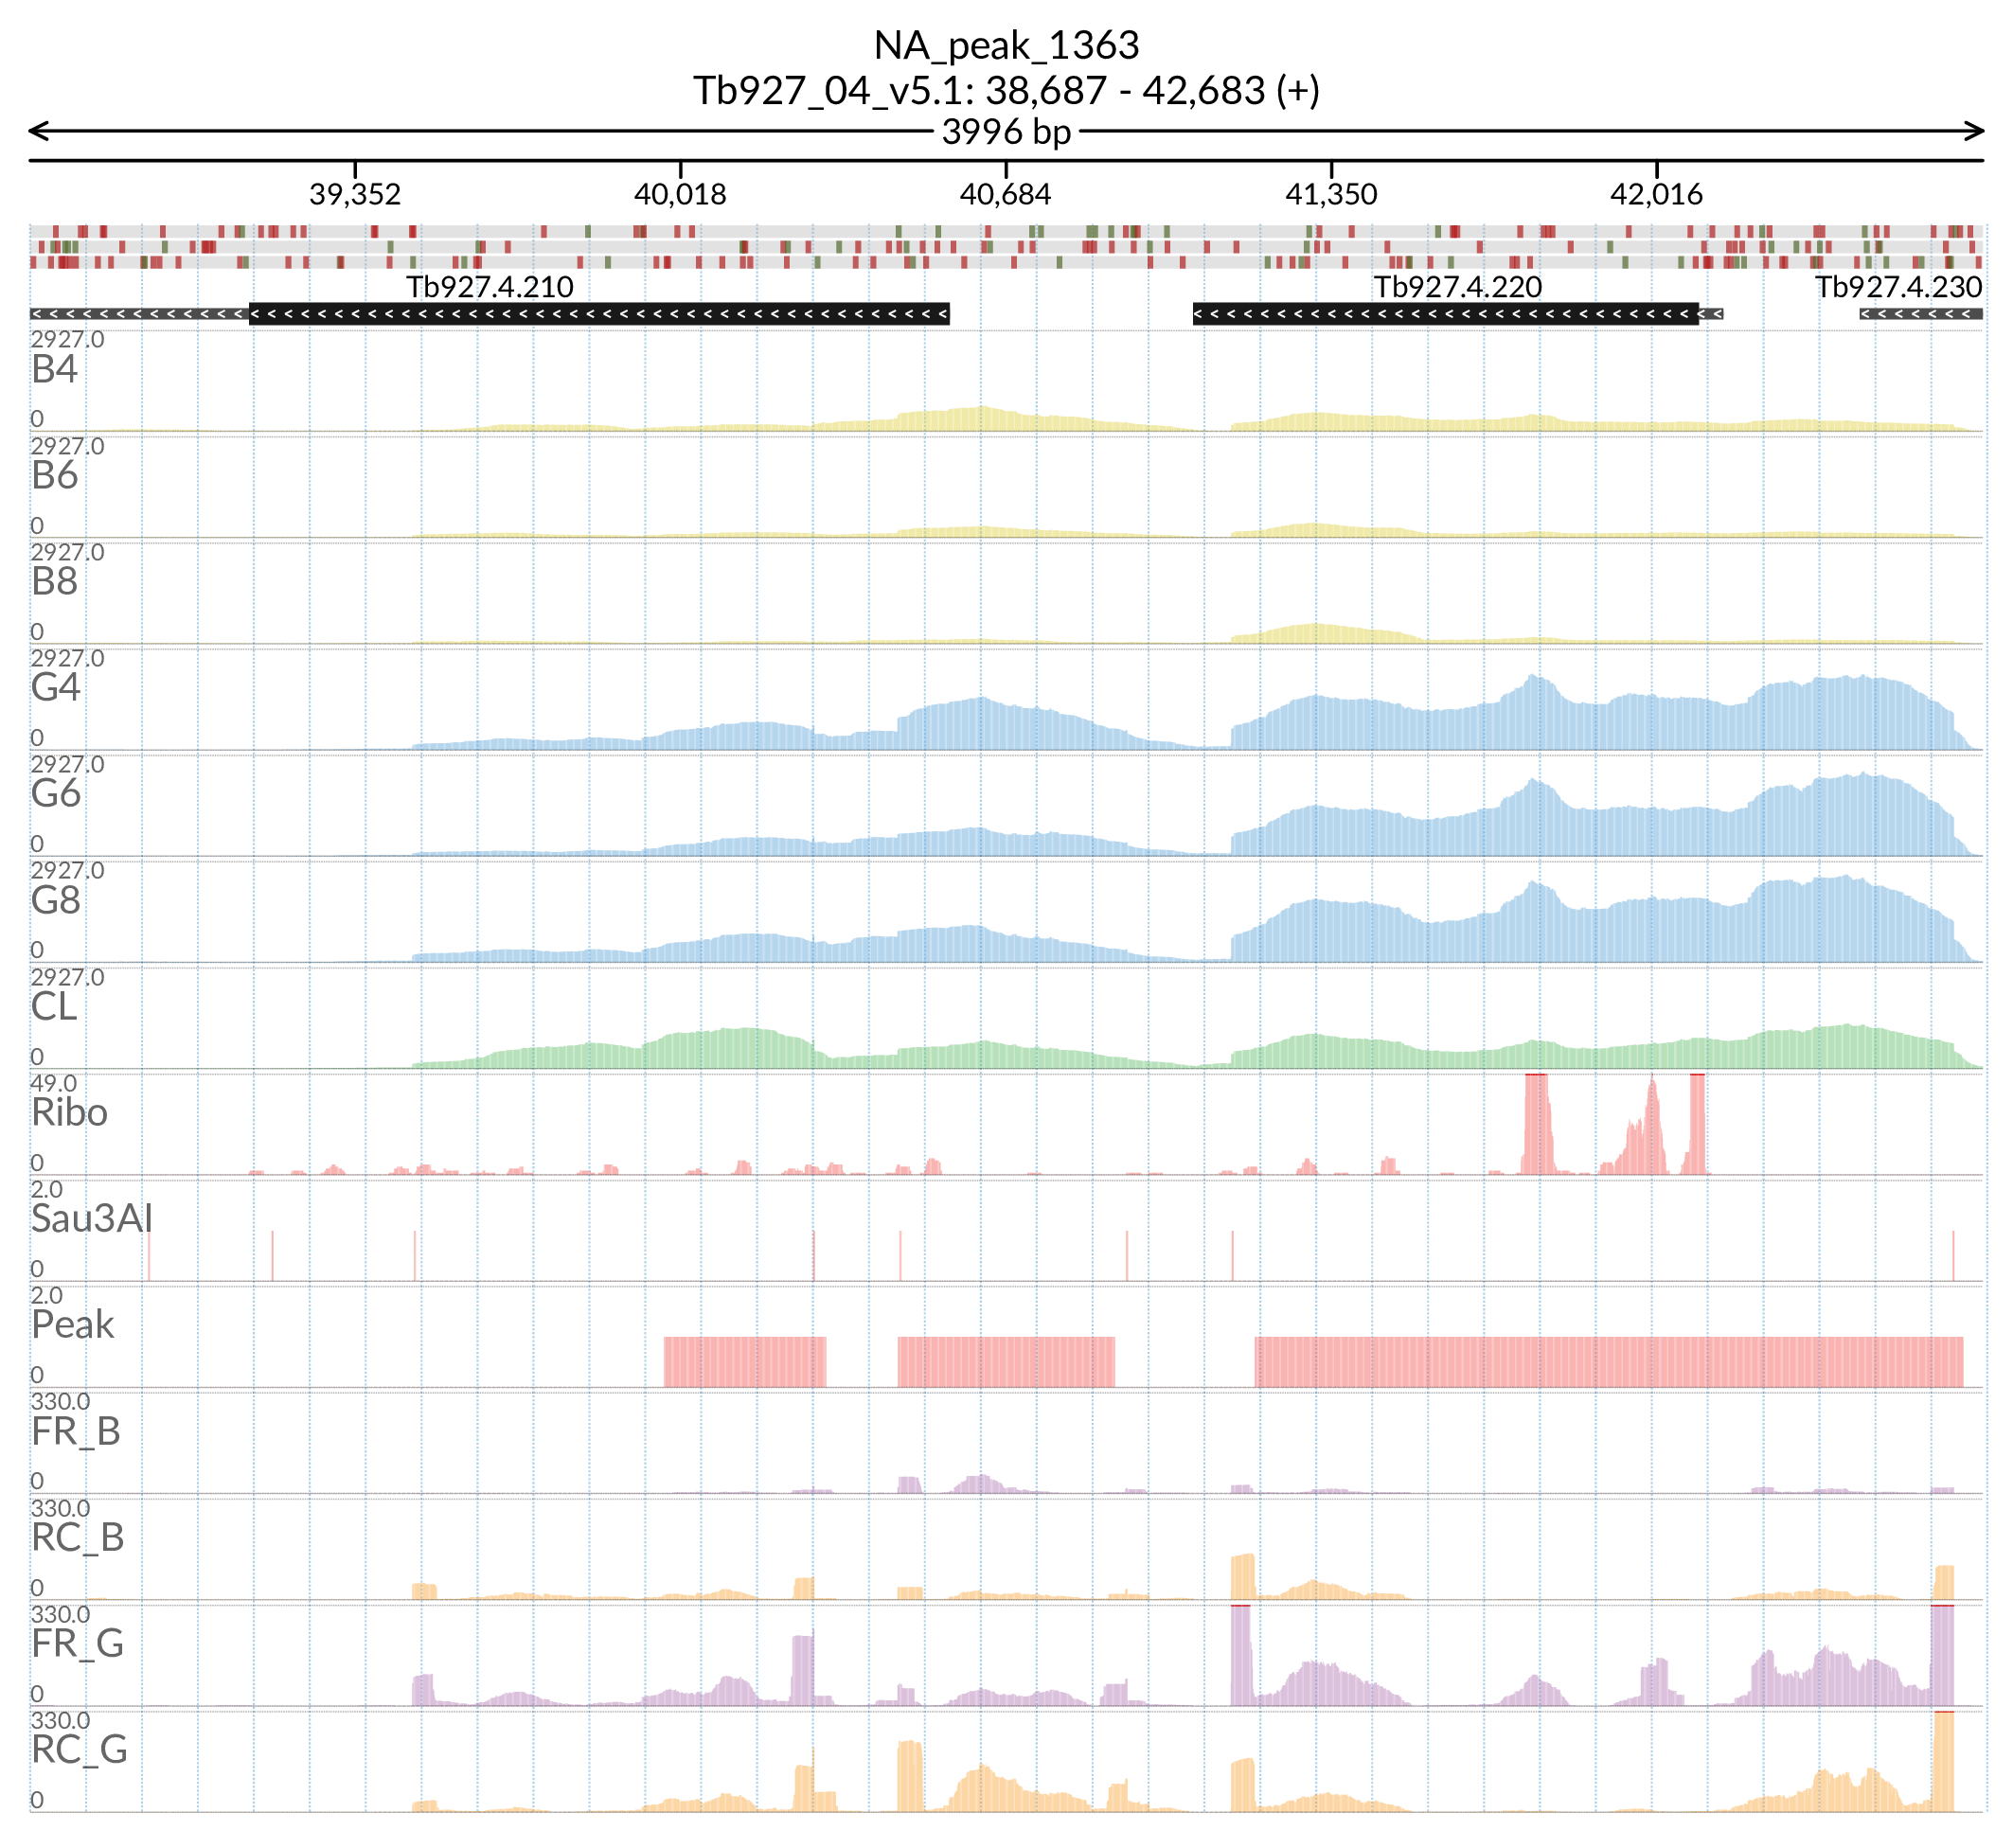 NA_peak_1363
Tb927_04_v5.1: 38,687 - 42,683 (+)
3996 bp
39,352 40,018 40,684 41,350 42,016
Tb927.4.210 Tb927.4.220 Tb927.4.230
2927.0
B4
0
2927.0
B6
0
2927.0
B8
0
2927.0
G4
0
2927.0
G6
0
2927.0
G8
0
2927.0
CL
0
49.0
Ribo
0
2.0
Sau3AI
0
2.0
Peak
0
330.0
FR_B
0
330.0
RC_B
0
330.0
FR_G
0
330.0
RC_G
0